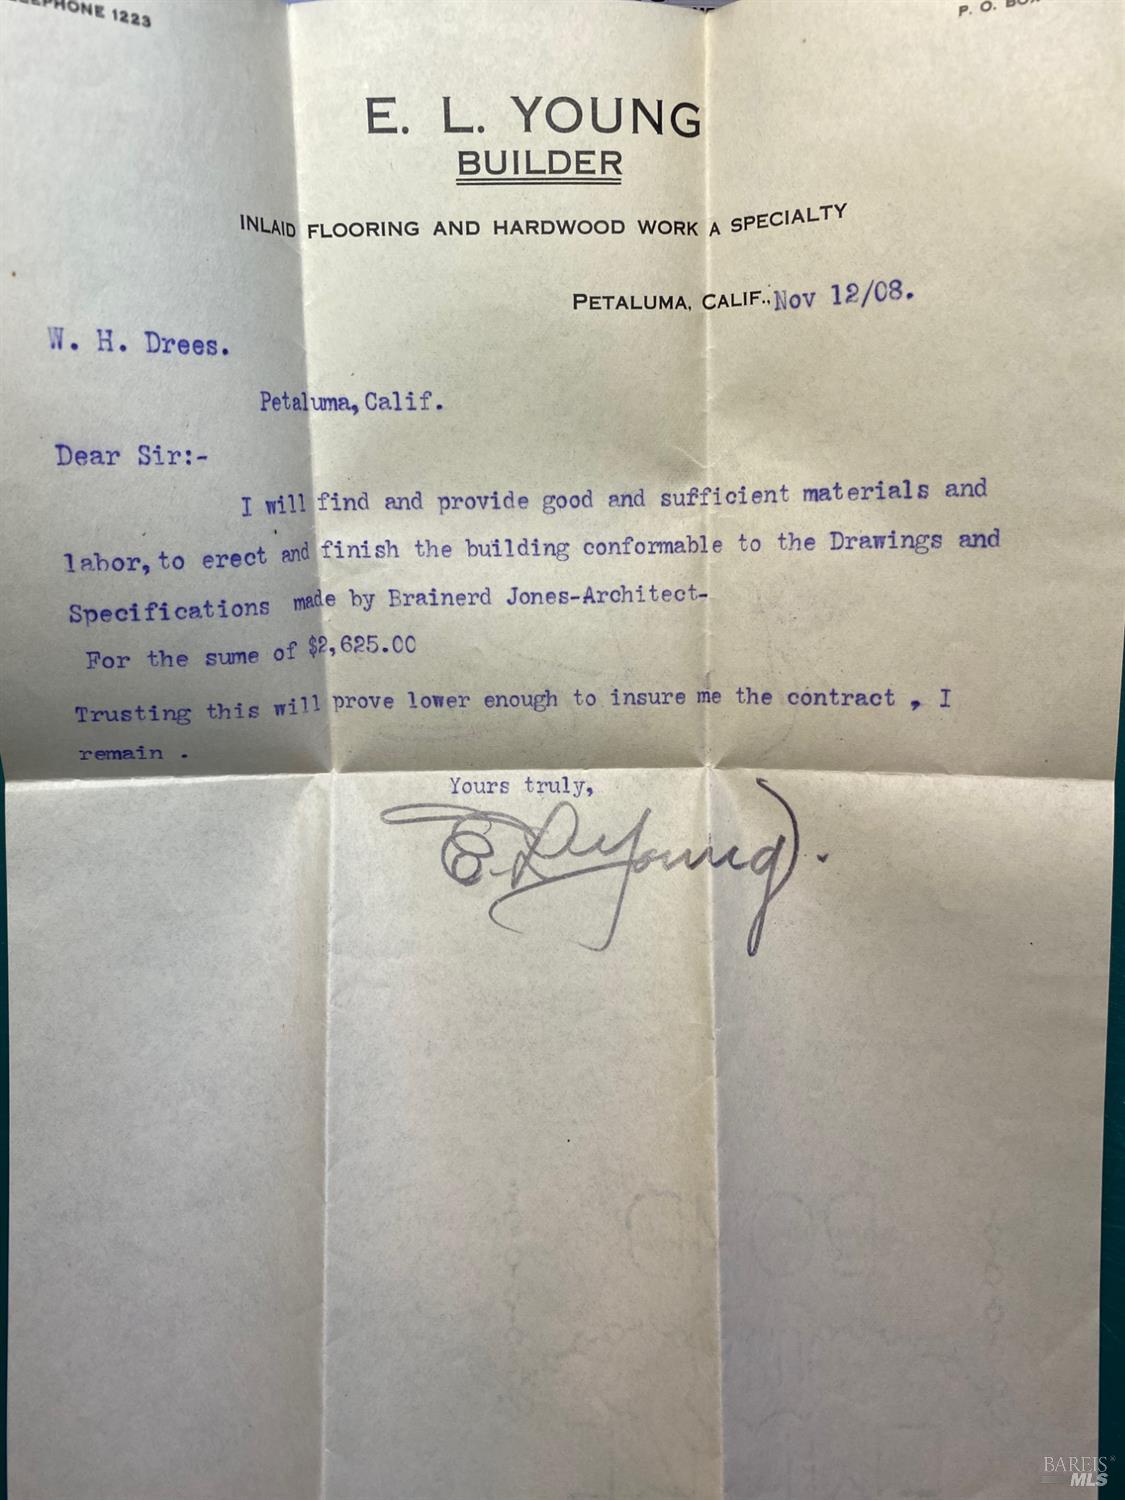 TELEPHONE 1223
P. O. BOX
E. L. YOUNG
BUILDER
INLAID FLOORING AND HARDWOOD WORK A SPECIALTY
PETALUMA, CALIF., Nov 12/08.
W. H. Drees.
Petaluma, Calif.
Dear Sir:-
I will find and provide good and sufficient materials and
labor, to erect and finish the building conformable to the Drawings and
Specifications made by Brainerd Jones-Architect-
For the sume of $2,625.00
Trusting this will prove lower enough to insure me the contract , I
remain .
Yours truly,
E. L. Young.
BAREIS
MLS